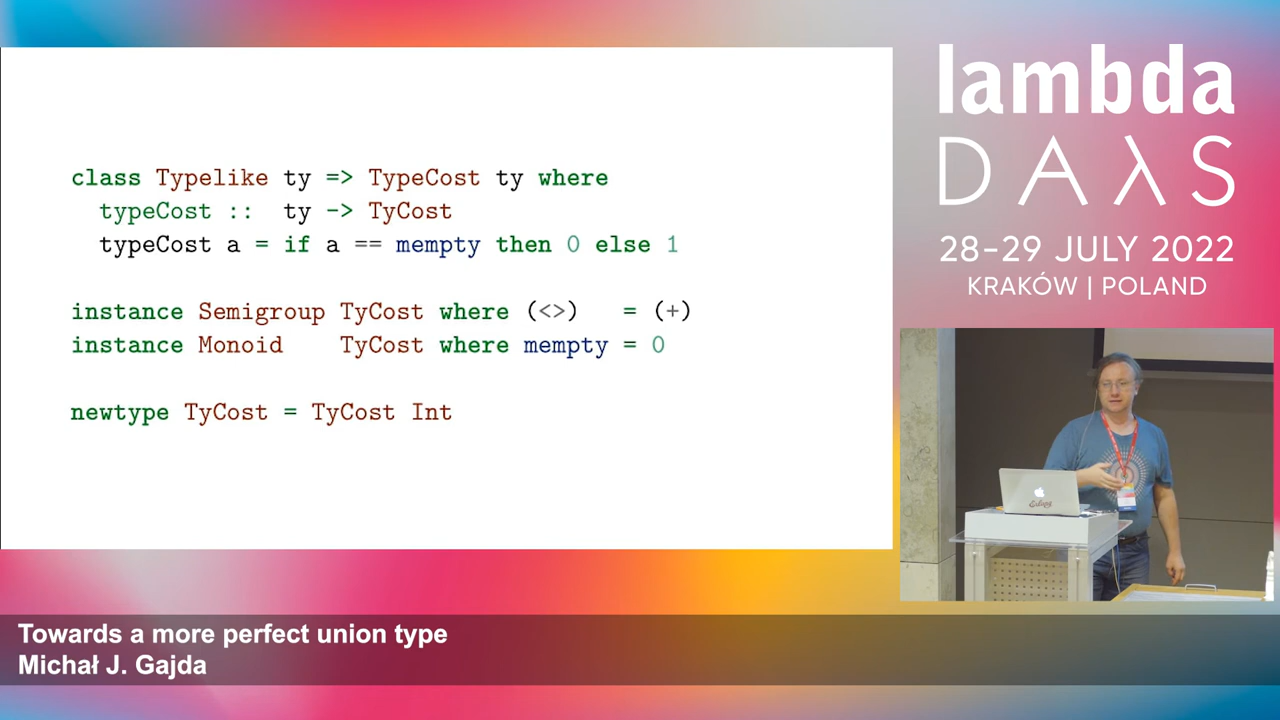 class Typelike ty => TypeCost ty where
typeCost :: ty -> TyCost
typeCost a = if a == mempty then 0 else 1
instance Semigroup TyCost where (<>) = (+)
instance Monoid TyCost where mempty = 0
newtype TyCost = TyCost Int
lambda
DAλS
28–29 JULY 2022
KRAKÓW | POLAND
Towards a more perfect union type
Michał J. Gajda